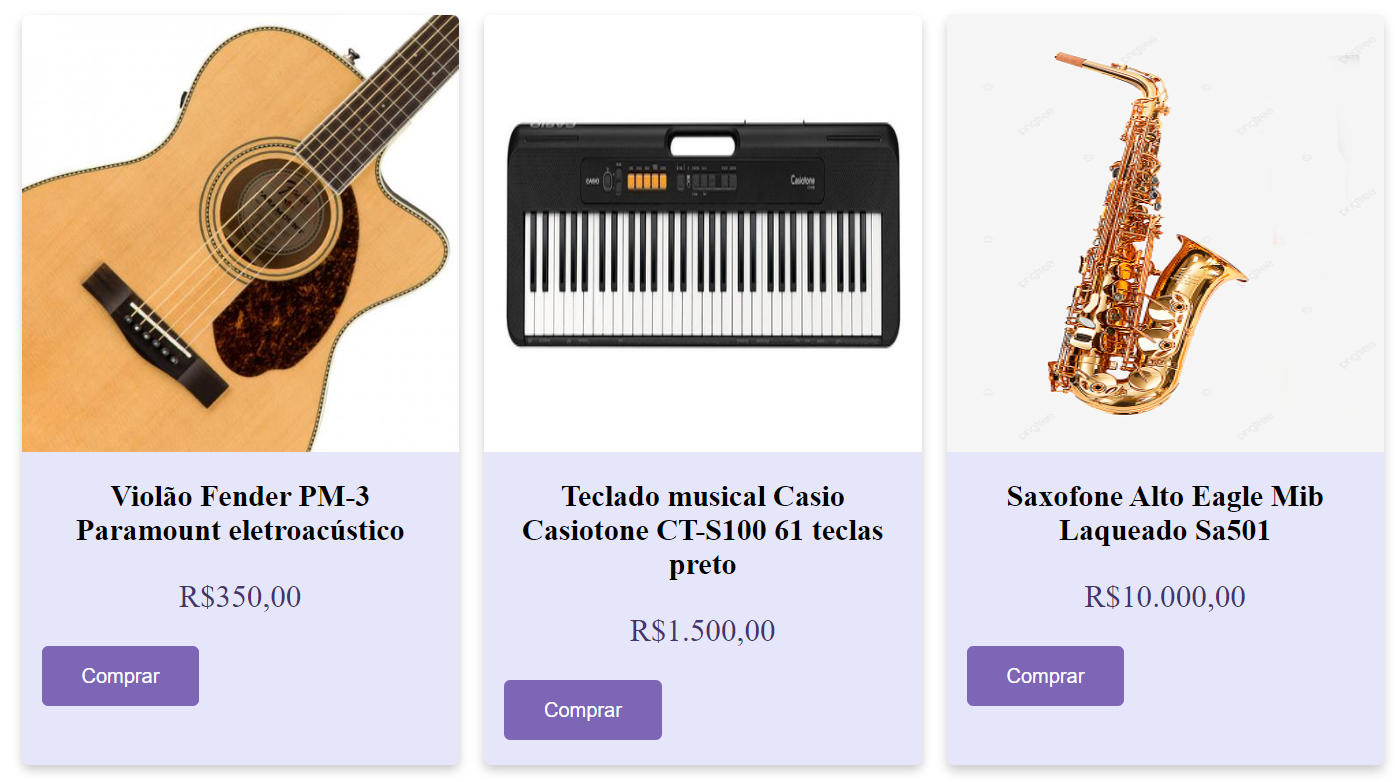 CASIO
Casiotone
pngtree
Violão Fender PM-3
Paramount eletroacústico
R$350,00
Comprar
Teclado musical Casio
Casiotone CT-S100 61 teclas
preto
R$1.500,00
Comprar
Saxofone Alto Eagle Mib
Laqueado Sa501
R$10.000,00
Comprar